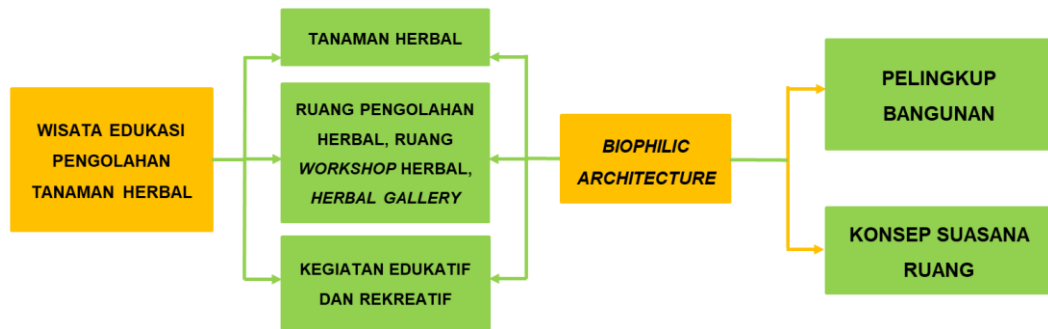 WISATA EDUKASI
PENGOLAHAN
TANAMAN HERBAL
TANAMAN HERBAL
RUANG PENGOLAHAN
HERBAL, RUANG
WORKSHOP HERBAL,
HERBAL GALLERY
KEGIATAN EDUKATIF
DAN REKREATIF
BIOPHILIC
ARCHITECTURE
PELINGKUP
BANGUNAN
KONSEP SUASANA
RUANG